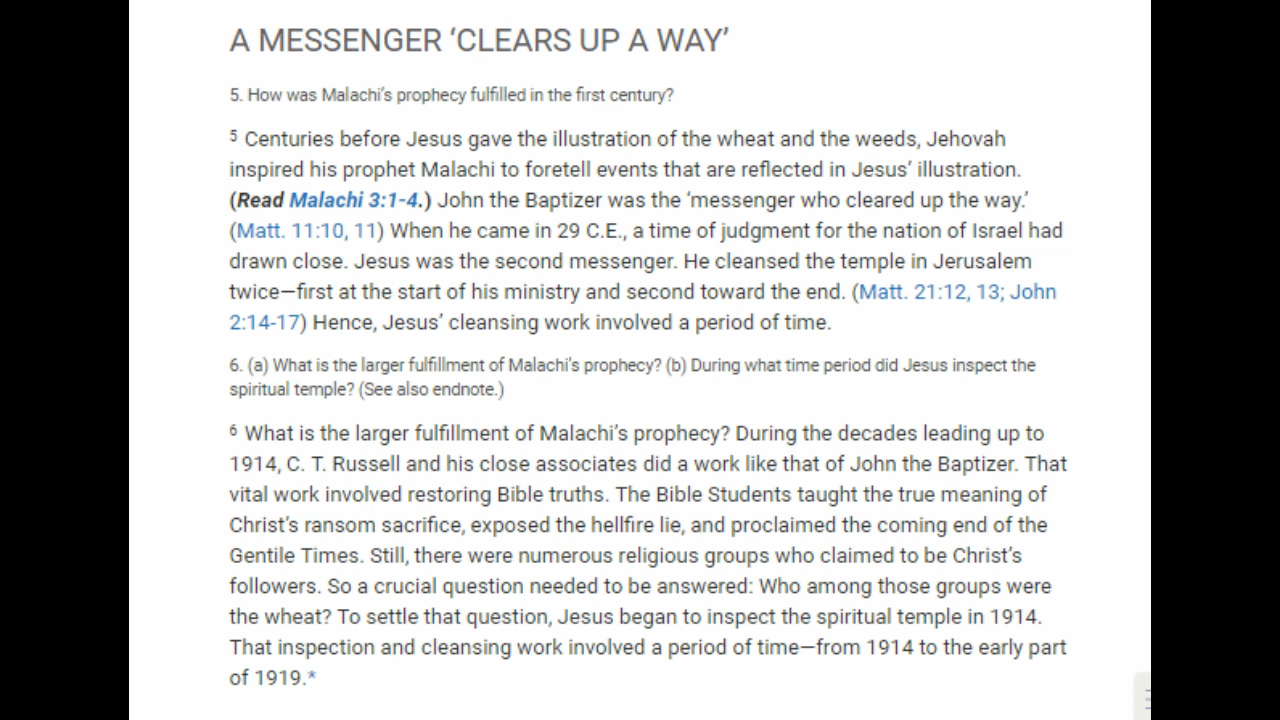 A MESSENGER ‘CLEARS UP A WAY’
5. How was Malachi’s prophecy fulfilled in the first century?
5 Centuries before Jesus gave the illustration of the wheat and the weeds, Jehovah
inspired his prophet Malachi to foretell events that are reflected in Jesus’ illustration.
(Read Malachi 3:1-4.) John the Baptizer was the ‘messenger who cleared up the way.’
(Matt. 11:10, 11) When he came in 29 C.E., a time of judgment for the nation of Israel had
drawn close. Jesus was the second messenger. He cleansed the temple in Jerusalem
twice—first at the start of his ministry and second toward the end. (Matt. 21:12, 13; John
2:14-17) Hence, Jesus’ cleansing work involved a period of time.
6. (a) What is the larger fulfillment of Malachi’s prophecy? (b) During what time period did Jesus inspect the
spiritual temple? (See also endnote.)
6 What is the larger fulfillment of Malachi’s prophecy? During the decades leading up to
1914, C. T. Russell and his close associates did a work like that of John the Baptizer. That
vital work involved restoring Bible truths. The Bible Students taught the true meaning of
Christ’s ransom sacrifice, exposed the hellfire lie, and proclaimed the coming end of the
Gentile Times. Still, there were numerous religious groups who claimed to be Christ’s
followers. So a crucial question needed to be answered: Who among those groups were
the wheat? To settle that question, Jesus began to inspect the spiritual temple in 1914.
That inspection and cleansing work involved a period of time—from 1914 to the early part
of 1919.*